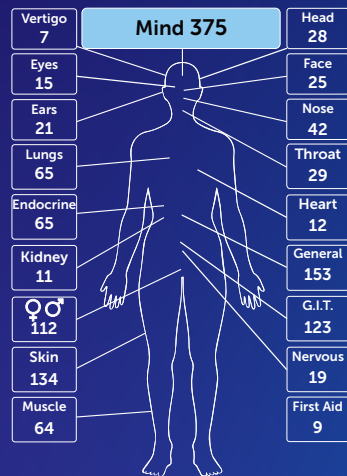 Mind 375
Vertigo
7
Eyes
15
Ears
21
Lungs
65
Endocrine
65
Kidney
11
♀♂
112
Skin
134
Muscle
64
Head
28
Face
25
Nose
42
Throat
29
Heart
12
General
153
G.I.T.
123
Nervous
19
First Aid
9